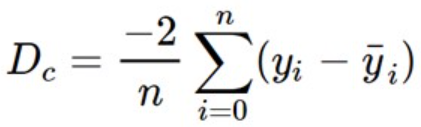 D_c = \frac{-2}{n} \sum_{i=0}^{n} (y_i - \bar{y}_i)